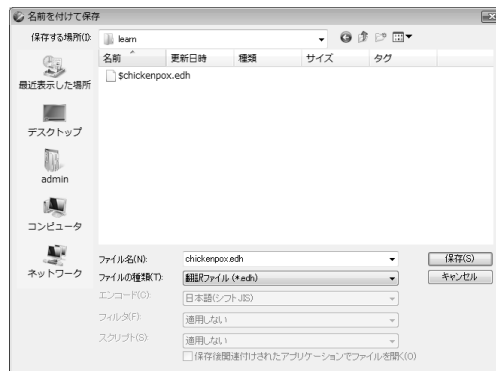 名前を付けて保存
保存する場所(I):
learn
名前
更新日時
種類
サイズ
タグ
$chickenpox.edh
最近表示した場所
デスクトップ
admin
コンピュータ
ネットワーク
ファイル名(N):
chickenpox.edh
保存(S)
ファイルの種類(T):
翻訳ファイル (*.edh)
キャンセル
エンコード(C):
日本語(シフトJIS)
フィルタ(F):
適用しない
スクリプト(S):
適用しない
保存後関連付けされたアプリケーションでファイルを開く(O)